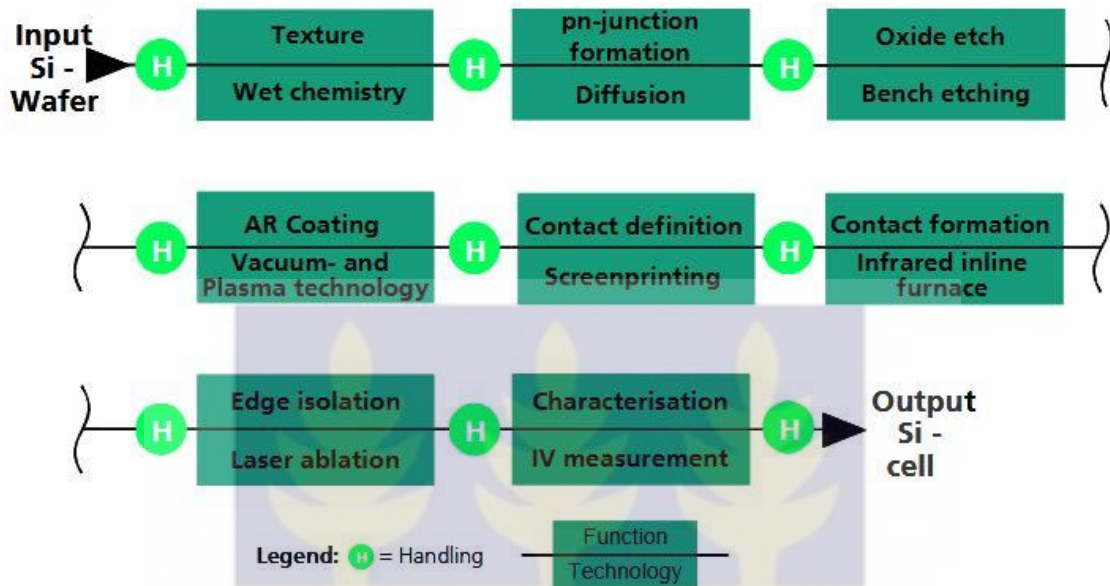 Input
Si -
Wafer
H
Texture
Wet chemistry
H
pn-junction
formation
Diffusion
H
Oxide etch
Bench etching
H
AR Coating
Vacuum- and
Plasma technology
H
Contact definition
Screenprinting
H
Contact formation
Infrared inline
furnace
H
Edge isolation
Laser ablation
H
Characterisation
IV measurement
H
Output
Si -
cell
Legend: H = Handling
Function
Technology